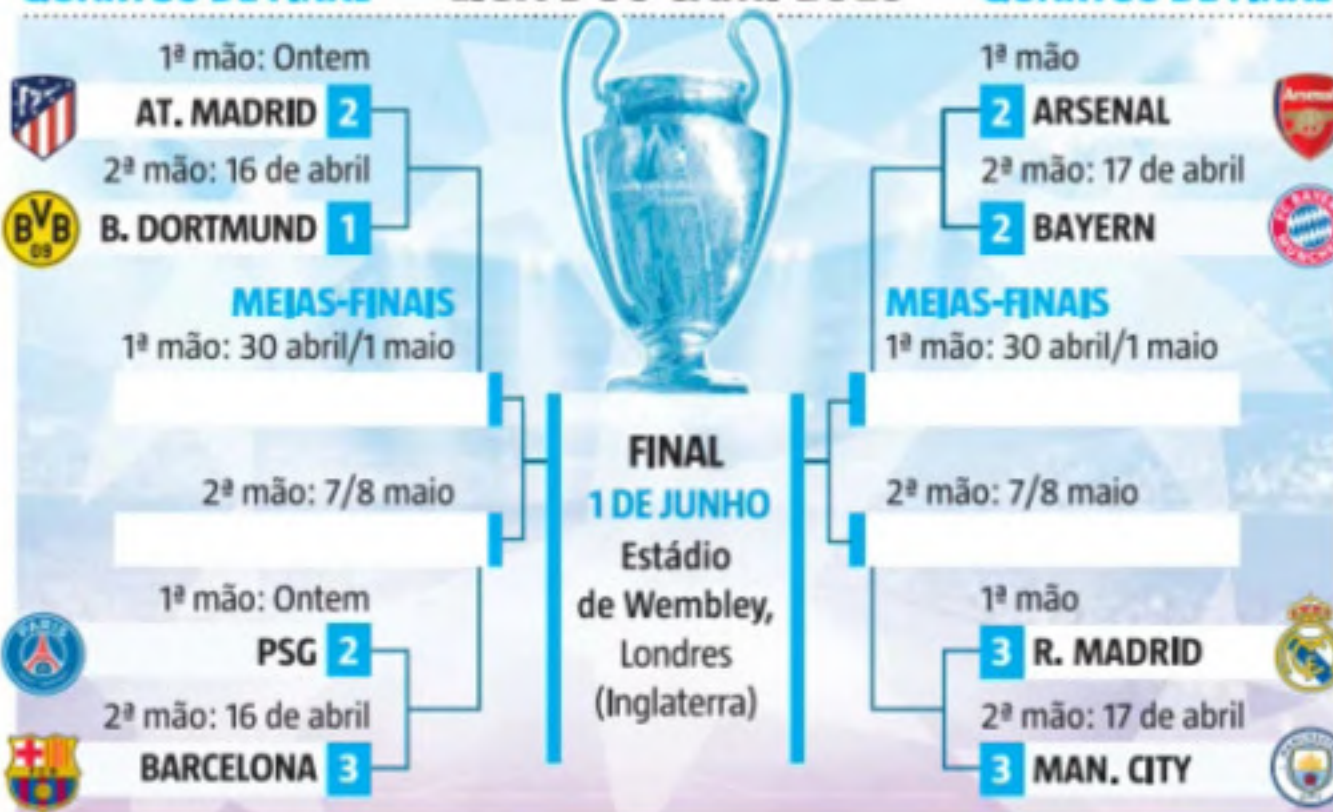 1ª mão: Ontem
AT. MADRID 2
2ª mão: 16 de abril
B. DORTMUND 1
MEIAS-FINAIS
1ª mão: 30 abril/1 maio
2ª mão: 7/8 maio
1ª mão: Ontem
PSG 2
2ª mão: 16 de abril
BARCELONA 3
FINAL
1 DE JUNHO
Estádio
de Wembley,
Londres
(Inglaterra)
1ª mão
2 ARSENAL
2ª mão: 17 de abril
2 BAYERN
MEIAS-FINAIS
1ª mão: 30 abril/1 maio
2ª mão: 7/8 maio
1ª mão
3 R. MADRID
2ª mão: 17 de abril
3 MAN. CITY
Arsenal
BVB
09
PARIS